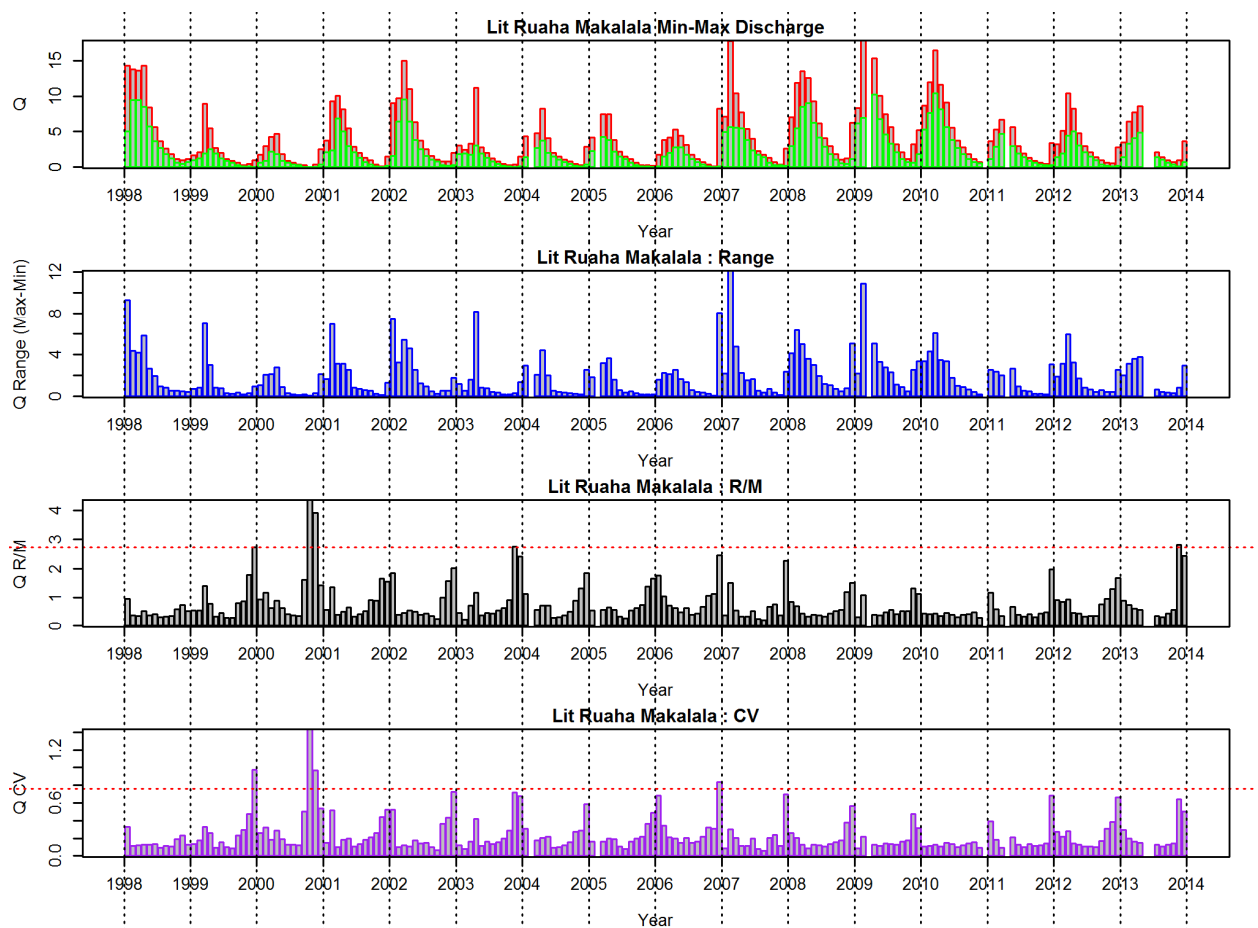 Lit Ruaha Makalala Min-Max Discharge
Q
15
10
5
0
1998 1999 2000 2001 2002 2003 2004 2005 2006 2007 2008 2009 2010 2011 2012 2013 2014
Year
Lit Ruaha Makalala : Range
Q Range (Max-Min)
12
8
4
0
1998 1999 2000 2001 2002 2003 2004 2005 2006 2007 2008 2009 2010 2011 2012 2013 2014
Year
Lit Ruaha Makalala : R/M
Q R/M
4
3
2
1
0
1998 1999 2000 2001 2002 2003 2004 2005 2006 2007 2008 2009 2010 2011 2012 2013 2014
Year
Lit Ruaha Makalala : CV
Q CV
1.2
0.6
0.0
1998 1999 2000 2001 2002 2003 2004 2005 2006 2007 2008 2009 2010 2011 2012 2013 2014
Year